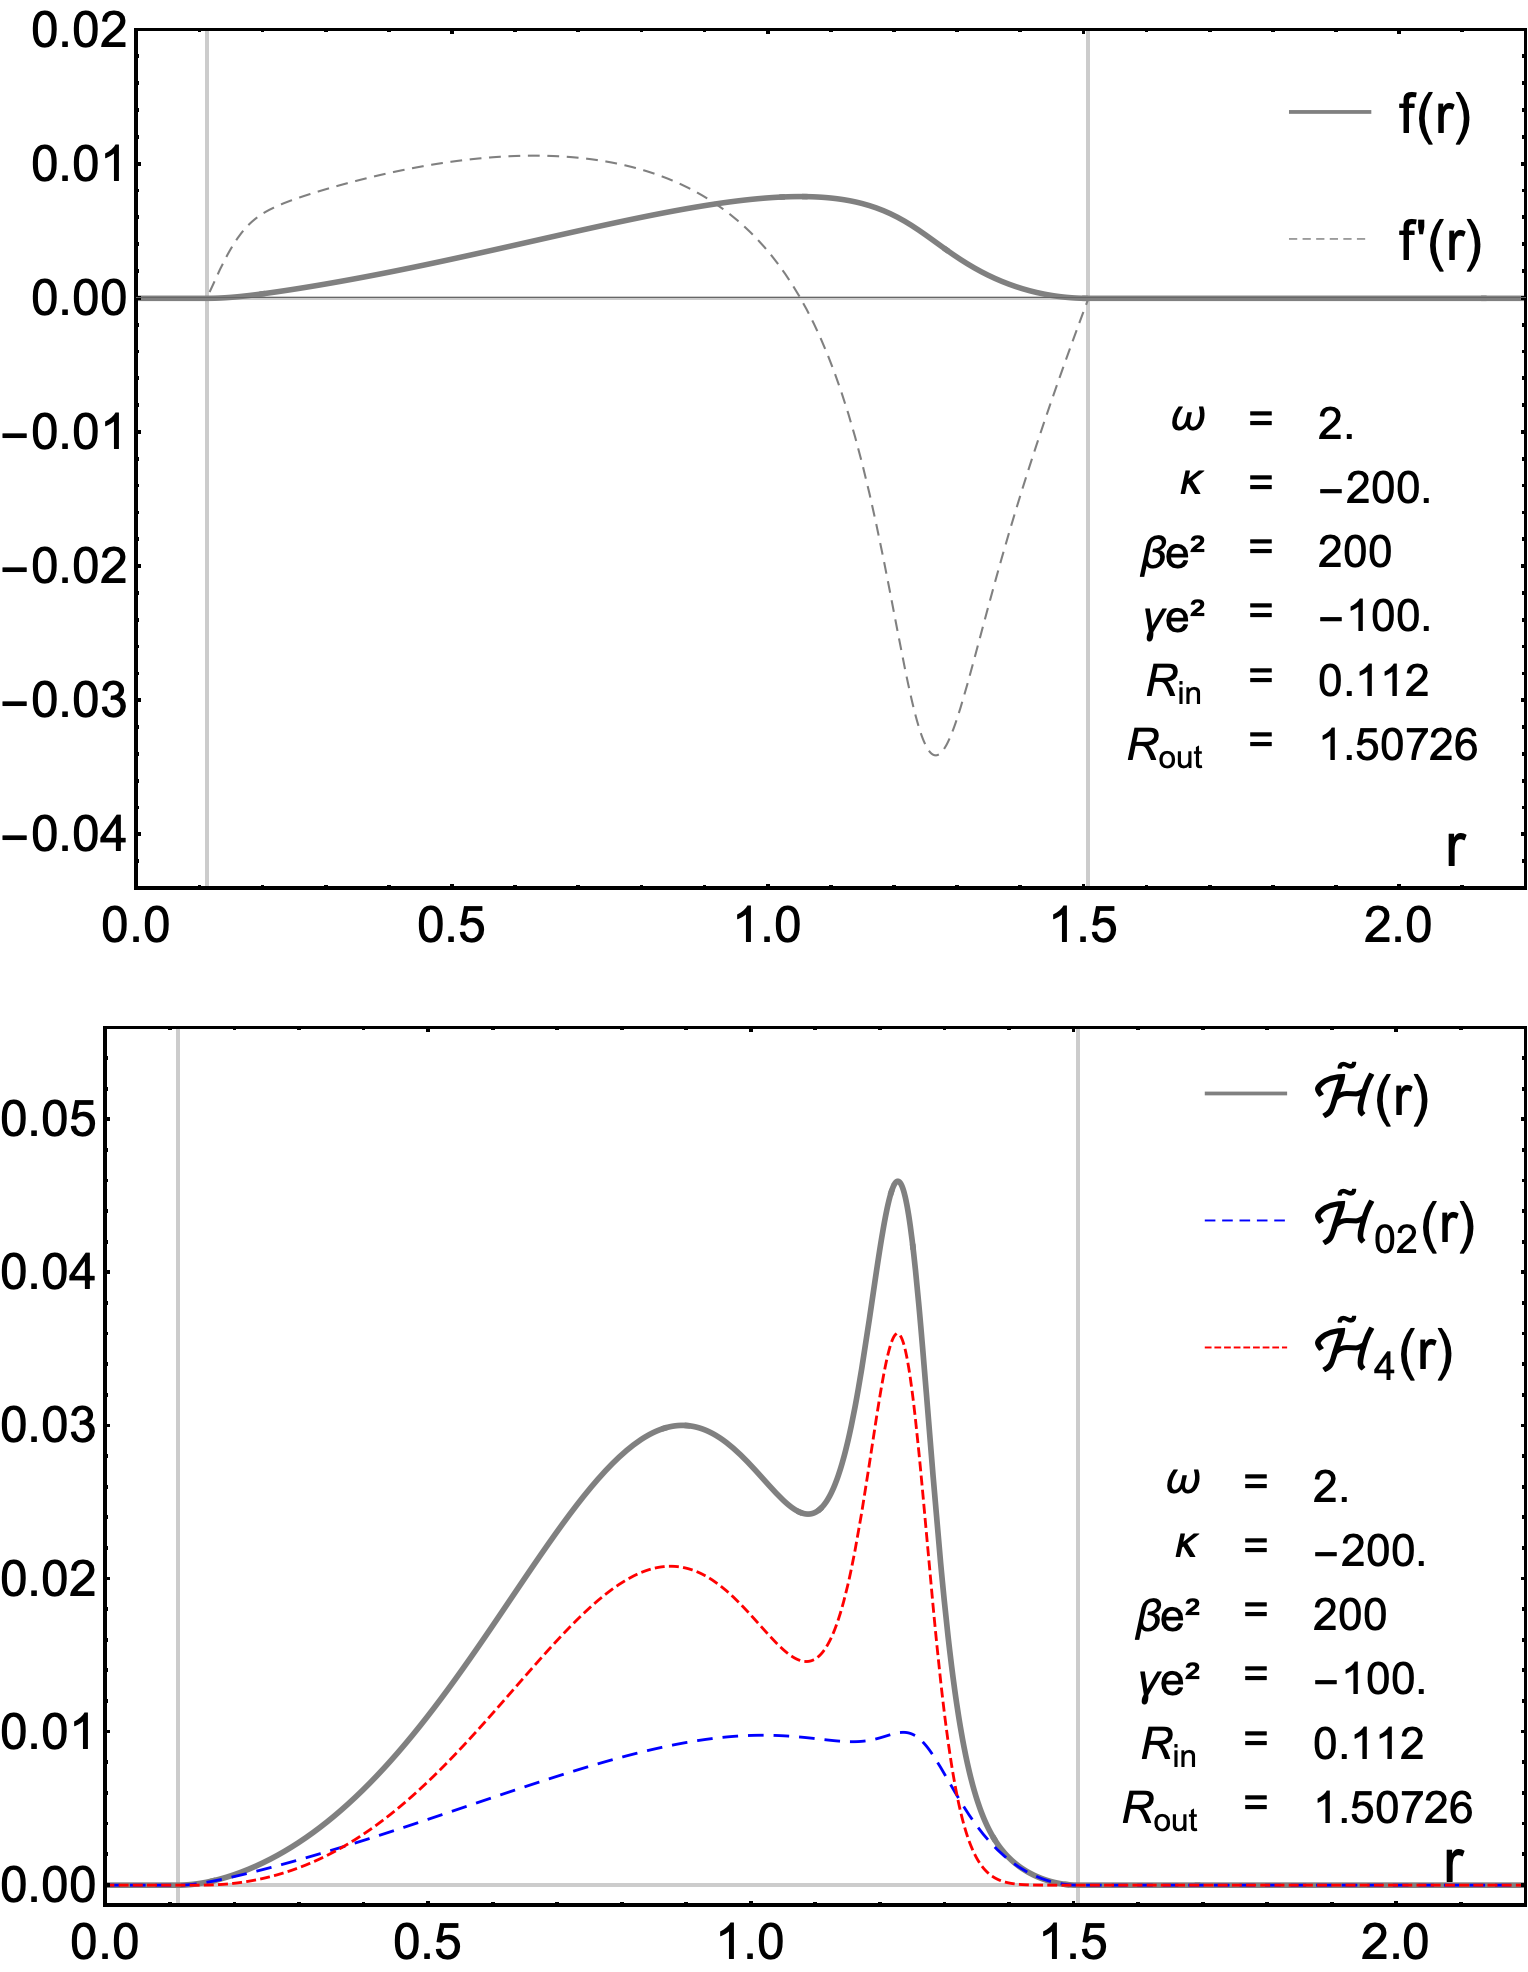 0.02
f(r)
0.01
f'(r)
0.00
−0.01
ω = 2.
κ = −200.
−0.02
βe² = 200
γe² = −100.
−0.03
R_in = 0.112
R_out = 1.50726
−0.04
r
0.0 0.5 1.0 1.5 2.0
0.05
ℋ̃(r)
0.04
ℋ̃₀₂(r)
ℋ̃₄(r)
0.03
ω = 2.
κ = −200.
0.02
βe² = 200
γe² = −100.
0.01
R_in = 0.112
R_out = 1.50726
r
0.00
0.0 0.5 1.0 1.5 2.0